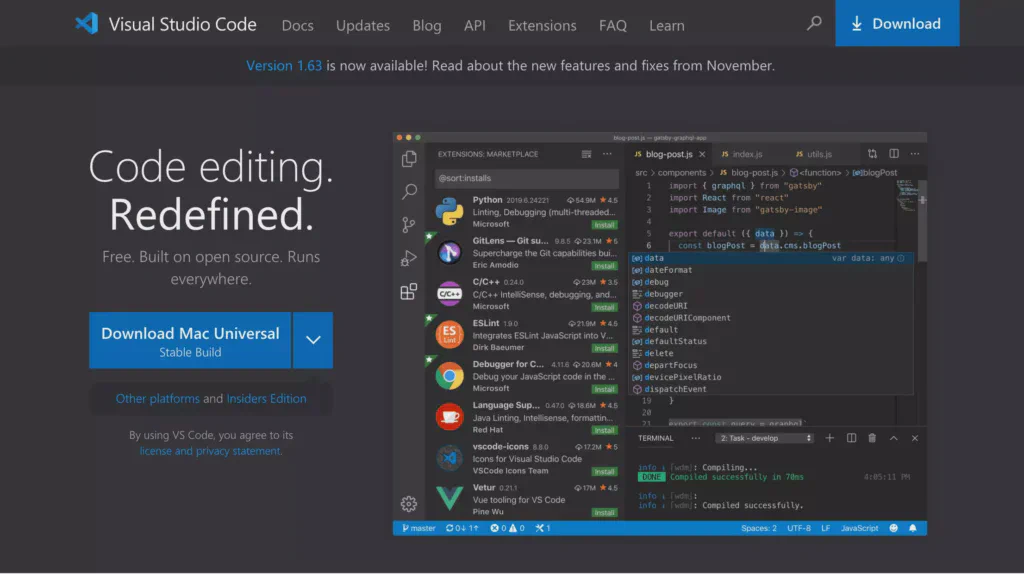 Visual Studio Code Docs Updates Blog API Extensions FAQ Learn Download
Version 1.63 is now available! Read about the new features and fixes from November.
Code editing.
Redefined.
Free. Built on open source. Runs
everywhere.
Download Mac Universal
Stable Build
Other platforms and Insiders Edition
By using VS Code, you agree to its
license and privacy statement.
blog-post.js — gatsby-graphql-app
EXTENSIONS: MARKETPLACE ...
@sort:installs
Python 2019.6.24221 54.9M 4.5
Linting, Debugging (multi-threaded...
Microsoft Install
GitLens — Git su... 9.8.5 23.1M 5
Supercharge the Git capabilities bui...
Eric Amodio Install
C/C++ C/C++ 0.24.0 23M 3.5
C/C++ IntelliSense, debugging, and...
Microsoft Install
ES Lint ESLint 1.9.0 21.9M 4.5
Integrates ESLint JavaScript into V...
Dirk Baeumer Install
Debugger for C... 4.11.6 20.6M 4
Debug your JavaScript code in the...
Microsoft Install
Language Sup... 0.47.0 18.6M 4.5
Java Linting, Intellisense, formattin...
Red Hat Install
vscode-icons 8.8.0 17.2M 5
Icons for Visual Studio Code
VSCode Icons Team Install
Vetur 0.21.1 17M 4.5
Vue tooling for VS Code
Pine Wu Install
JS blog-post.js JS index.js JS utils.js ...
src > components > JS blog-post.js > <function> > blogPost
1 import { graphql } from "gatsby"
2 import React from "react"
3 import Image from "gatsby-image"
4
5 export default ({ data }) => {
6 const blogPost = data.cms.blogPost
data var data: any
dateFormat
debug
debugger
decodeURI
decodeURIComponent
default
defaultStatus
delete
departFocus
devicePixelRatio
dispatchEvent
19 }
20
21 export const query = graphql`
TERMINAL ... 2: Task - develop
info [wdm]: Compiling...
DONE Compiled successfully in 70ms 4:05:11 PM
info [wdm]:
info [wdm]: Compiled successfully.
master 0↓ 1↑ 0 0 1 Spaces: 2 UTF-8 LF JavaScript